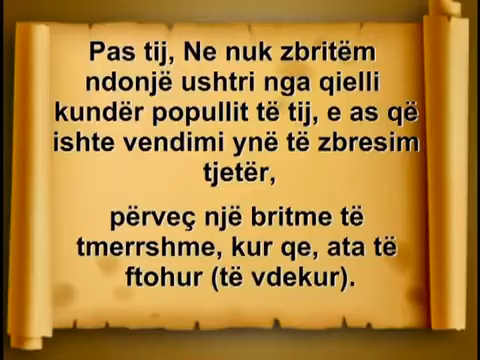 Pas tij, Ne nuk zbritëm
ndonjë ushtri nga qielli
kundër popullit të tij, e as që
ishte vendimi ynë të zbresim
tjetër,
përveç një britme të
tmerrshme, kur qe, ata të
ftohur (të vdekur).